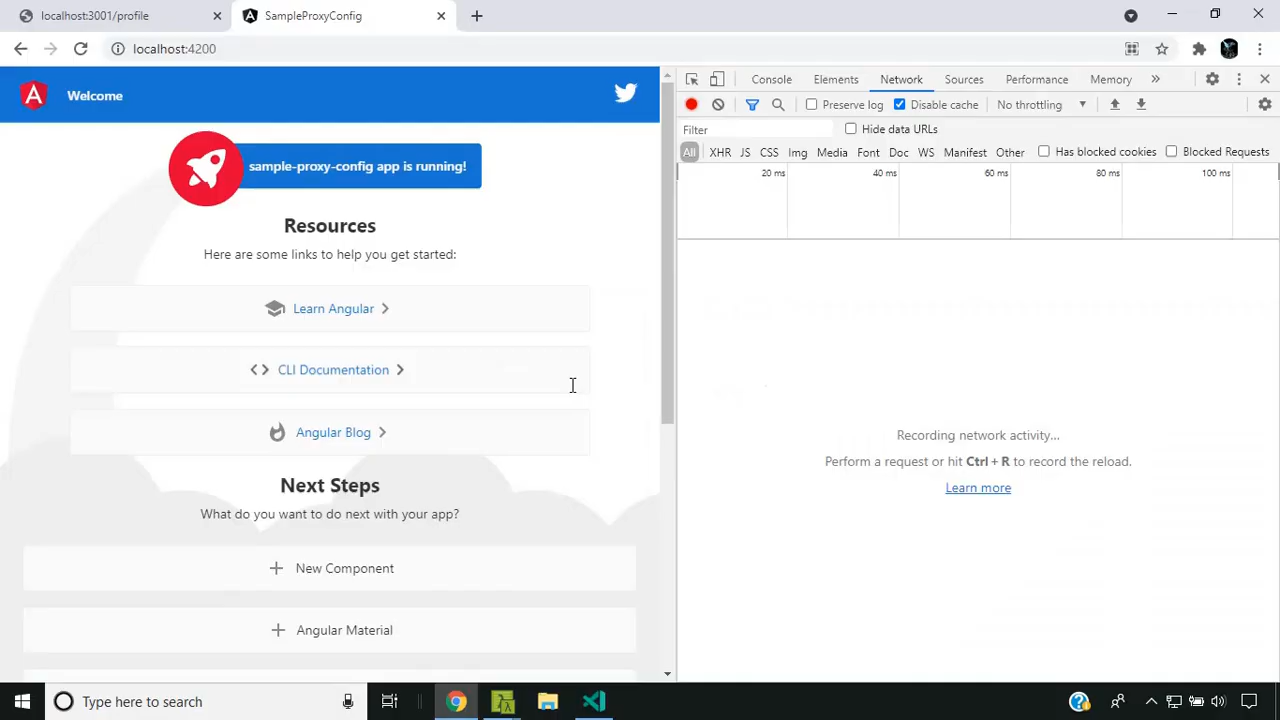 localhost:3001/profile
SampleProxyConfig
localhost:4200
Welcome
sample-proxy-config app is running!
Resources
Here are some links to help you get started:
Learn Angular
CLI Documentation
Angular Blog
Next Steps
What do you want to do next with your app?
New Component
Angular Material
Console Elements Network Sources Performance Memory
Preserve log Disable cache No throttling
Filter Hide data URLs
All XHR JS CSS Img Media Font Doc WS Manifest Other Has blocked cookies Blocked Requests
20 ms 40 ms 60 ms 80 ms 100 ms
Recording network activity...
Perform a request or hit Ctrl + R to record the reload.
Learn more
Type here to search